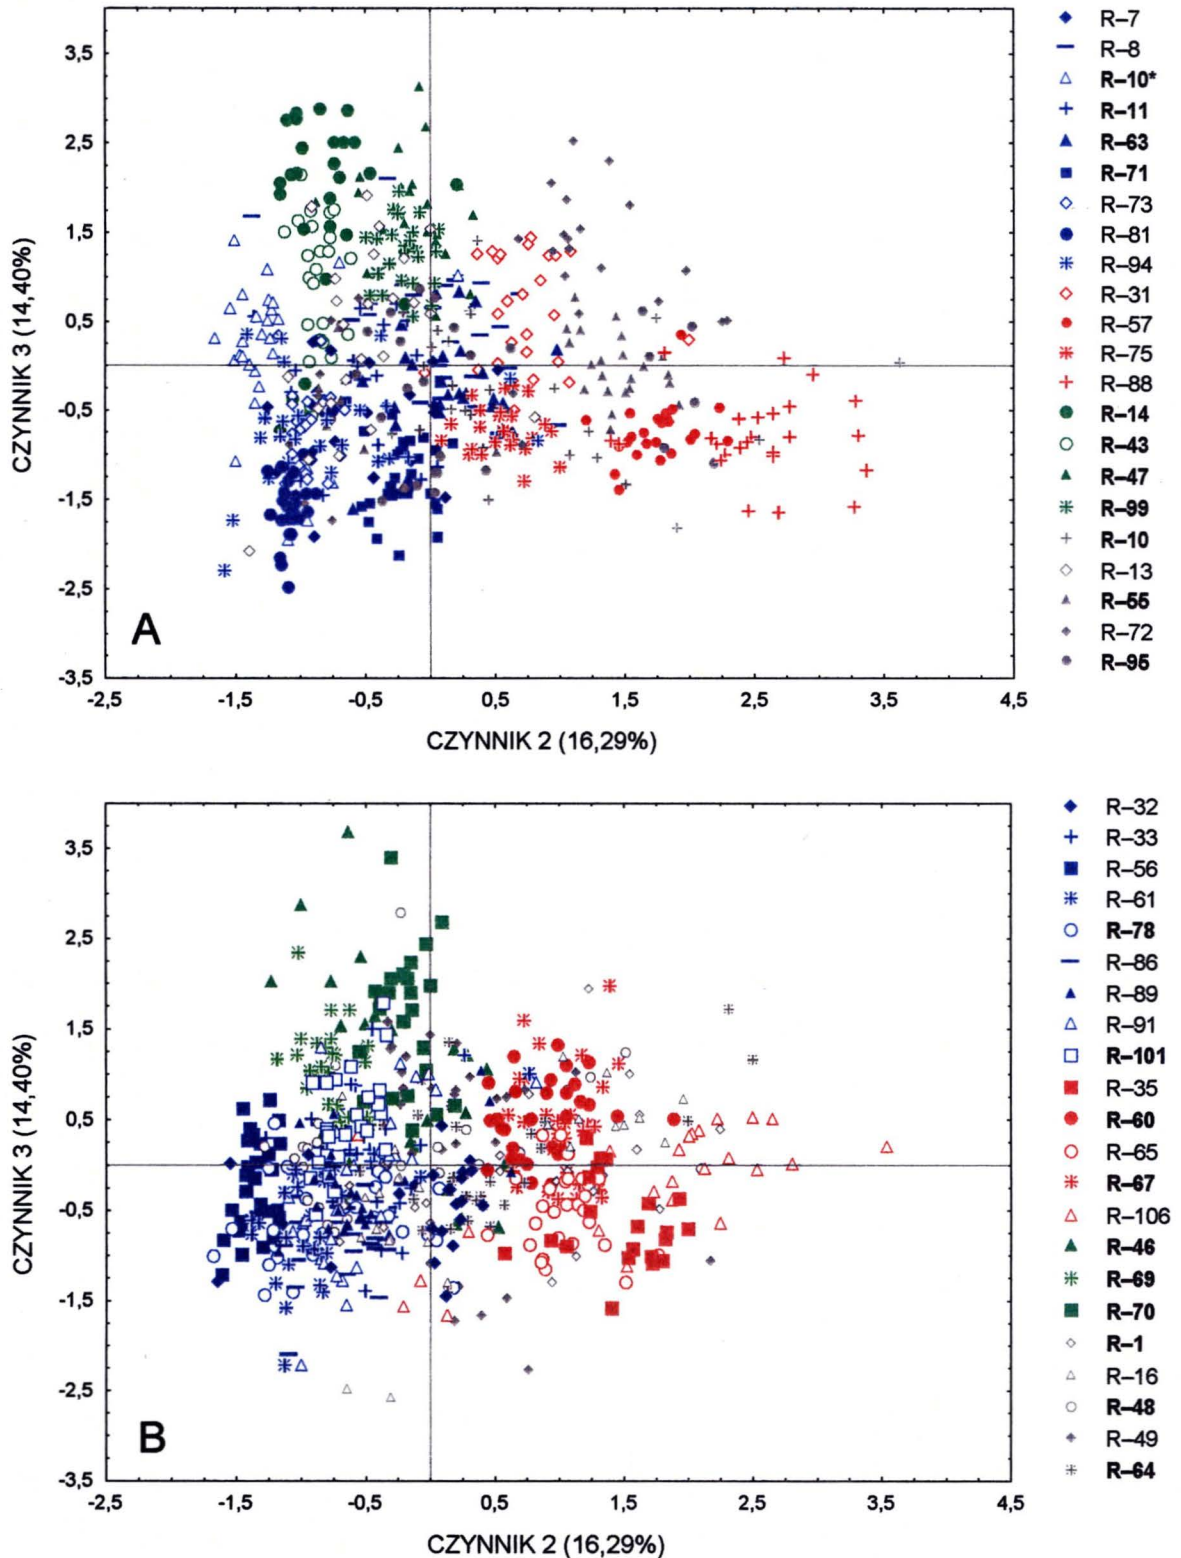 3,5
2,5
1,5
0,5
-0,5
-1,5
-2,5
-3,5
CZYNNIK 3 (14,40%)
A
-2,5 -1,5 -0,5 0,5 1,5 2,5 3,5 4,5
CZYNNIK 2 (16,29%)
R–7
R–8
R–10*
R–11
R–63
R–71
R–73
R–81
R–94
R–31
R–57
R–75
R–88
R–14
R–43
R–47
R–99
R–10
R–13
R–55
R–72
R–95
3,5
2,5
1,5
0,5
-0,5
-1,5
-2,5
-3,5
CZYNNIK 3 (14,40%)
B
-2,5 -1,5 -0,5 0,5 1,5 2,5 3,5 4,5
CZYNNIK 2 (16,29%)
R–32
R–33
R–56
R–61
R–78
R–86
R–89
R–91
R–101
R–35
R–60
R–65
R–67
R–106
R–46
R–69
R–70
R–1
R–16
R–48
R–49
R–64